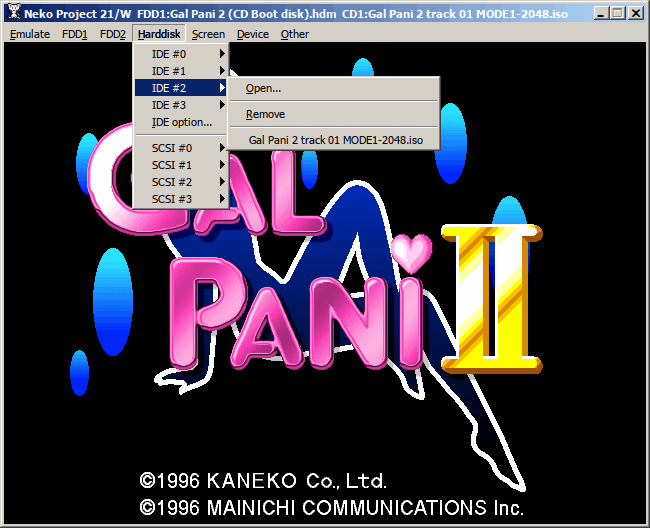 Neko Project 21/W FDD1:Gal Pani 2 (CD Boot disk).hdm CD1:Gal Pani 2 track 01 MODE1-2048.iso
Emulate FDD1 FDD2 Harddisk Screen Device Other
IDE #0
IDE #1
IDE #2
IDE #3
IDE option...
SCSI #0
SCSI #1
SCSI #2
SCSI #3
Open...
Remove
Gal Pani 2 track 01 MODE1-2048.iso
GAL
PANi II
©1996 KANEKO Co., Ltd.
©1996 MAINICHI COMMUNICATIONS Inc.